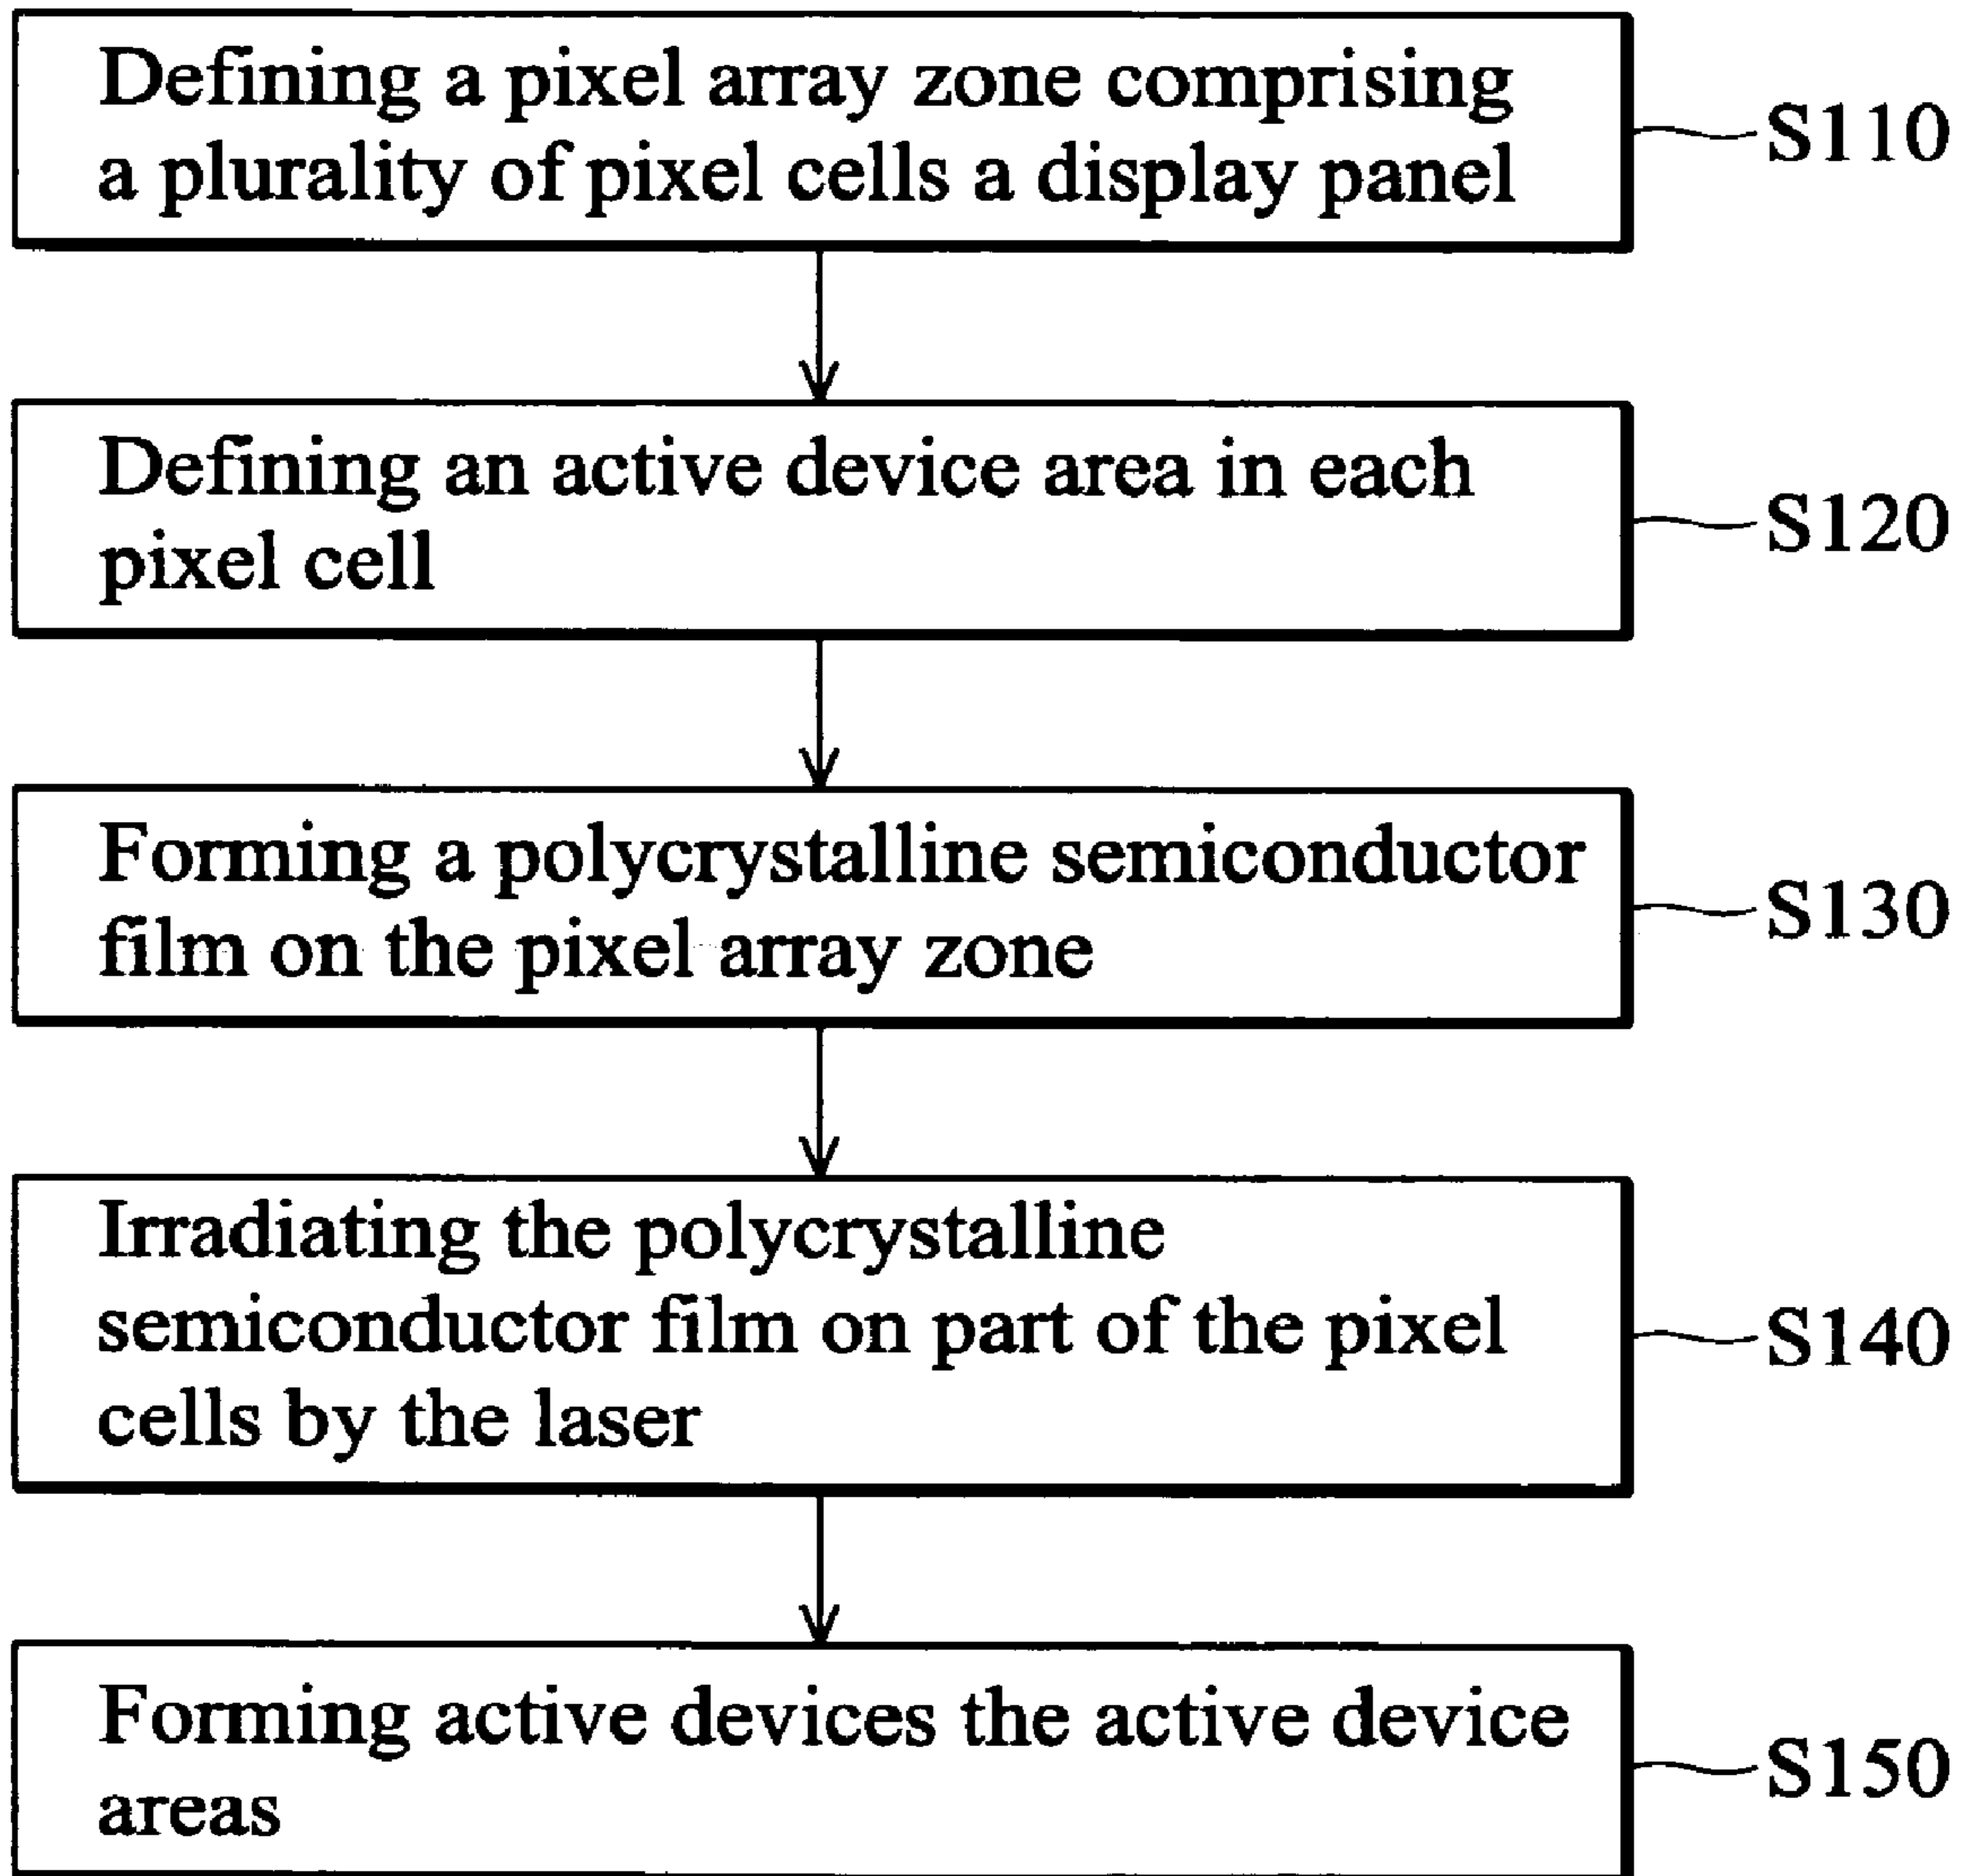 Defining a pixel array zone comprising
a plurality of pixel cells a display panel
S110
Defining an active device area in each
pixel cell
S120
Forming a polycrystalline semiconductor
film on the pixel array zone
S130
Irradiating the polycrystalline
semiconductor film on part of the pixel
cells by the laser
S140
Forming active devices the active device
areas
S150